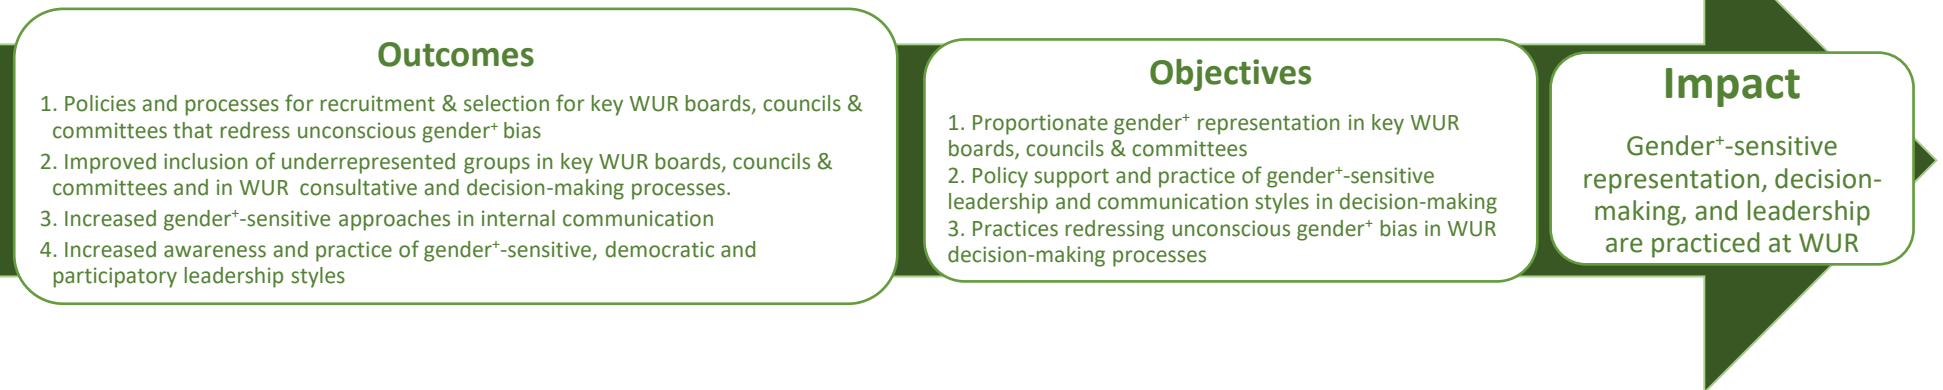 Outcomes
1. Policies and processes for recruitment & selection for key WUR boards, councils &
committees that redress unconscious gender⁺ bias
2. Improved inclusion of underrepresented groups in key WUR boards, councils &
committees and in WUR consultative and decision-making processes.
3. Increased gender⁺-sensitive approaches in internal communication
4. Increased awareness and practice of gender⁺-sensitive, democratic and
participatory leadership styles
Objectives
1. Proportionate gender⁺ representation in key WUR
boards, councils & committees
2. Policy support and practice of gender⁺-sensitive
leadership and communication styles in decision-making
3. Practices redressing unconscious gender⁺ bias in WUR
decision-making processes
Impact
Gender⁺-sensitive
representation, decision-
making, and leadership
are practiced at WUR